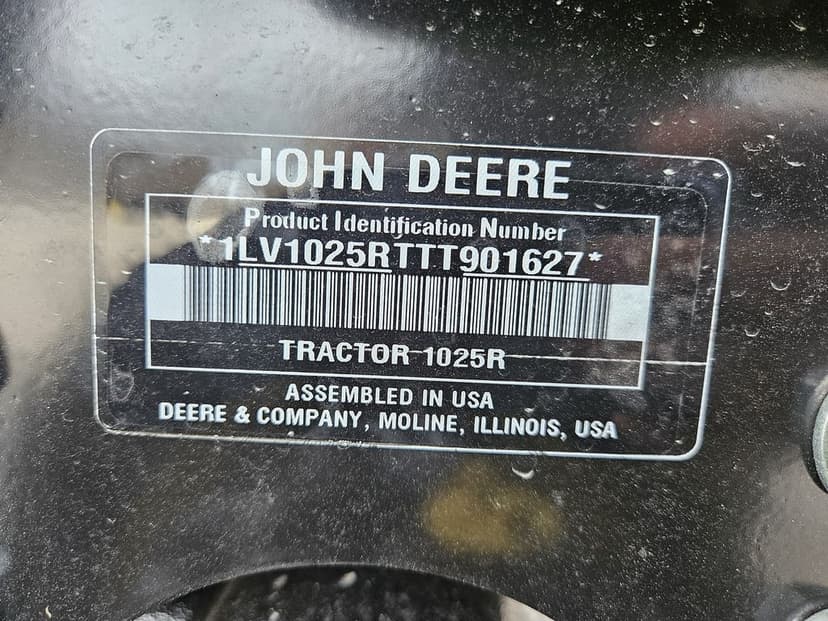 JOHN DEERE
Product Identification Number
*1LV1025RTTT901627*
TRACTOR 1025R
ASSEMBLED IN USA
DEERE & COMPANY, MOLINE, ILLINOIS, USA